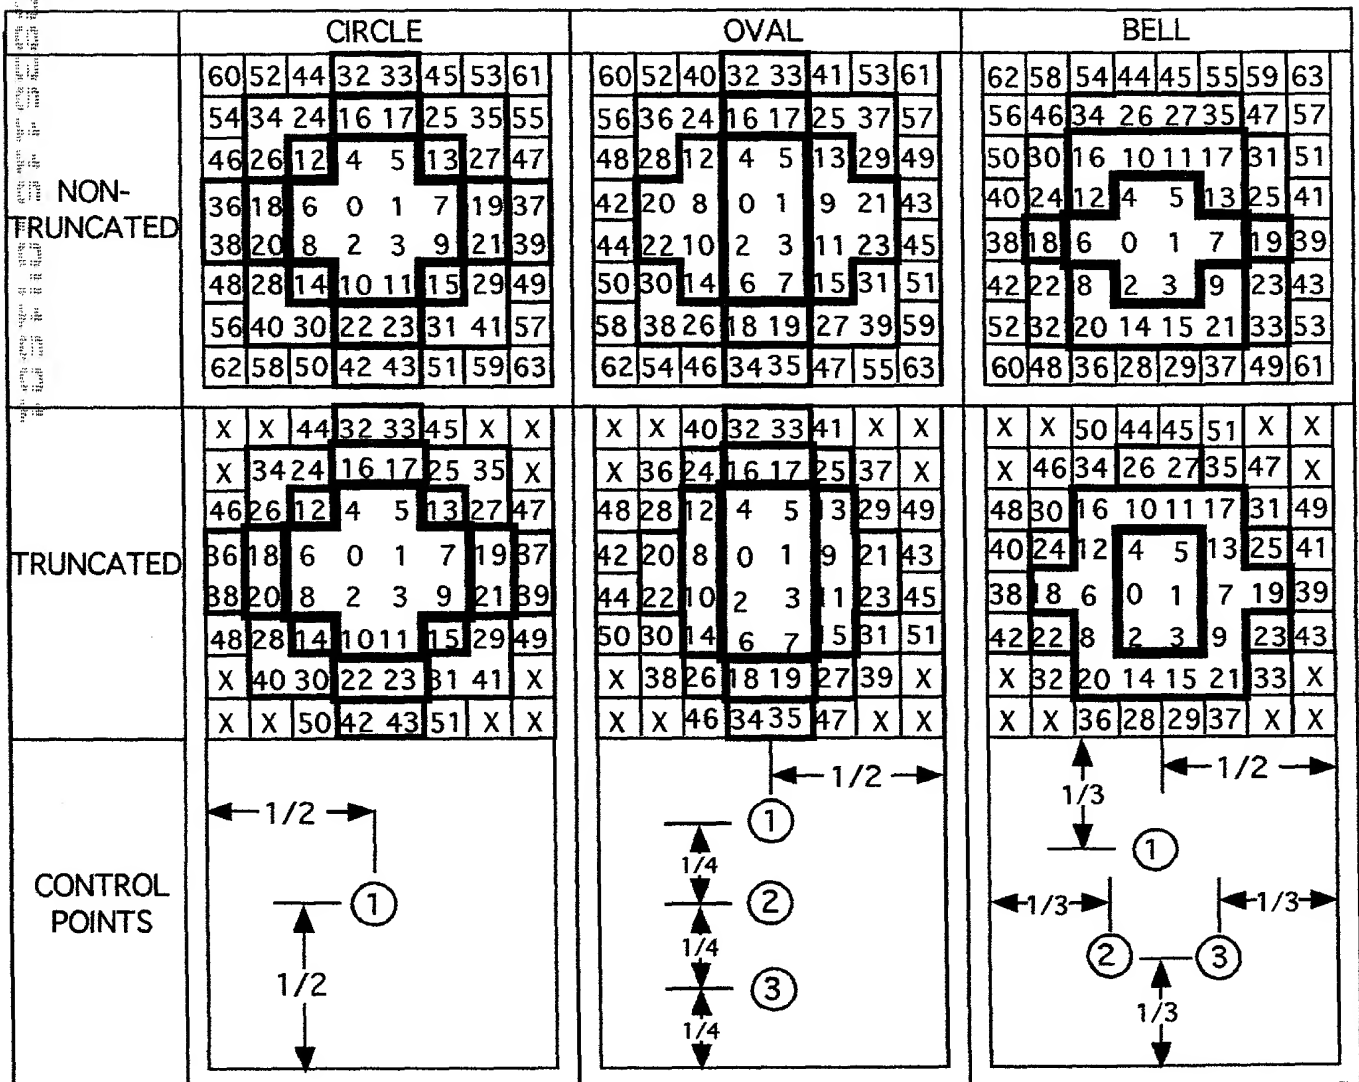 CIRCLE OVAL BELL
NON-TRUNCATED
60 52 44 32 33 45 53 61 60 52 40 32 33 41 53 61 62 58 54 44 45 55 59 63
54 34 24 16 17 25 35 55 56 36 24 16 17 25 37 57 56 46 34 26 27 35 47 57
46 26 12 4 5 13 27 47 48 28 12 4 5 13 29 49 50 30 16 10 11 17 31 51
36 18 6 0 1 7 19 37 42 20 8 0 1 9 21 43 40 24 12 4 5 13 25 41
38 20 8 2 3 9 21 39 44 22 10 2 3 11 23 45 38 18 6 0 1 7 19 39
48 28 14 10 11 15 29 49 50 30 14 6 7 15 31 51 42 22 8 2 3 9 23 43
56 40 30 22 23 31 41 57 58 38 26 18 19 27 39 59 52 32 20 14 15 21 33 53
62 58 50 42 43 51 59 63 62 54 46 34 35 47 55 63 60 48 36 28 29 37 49 61
TRUNCATED
X X 44 32 33 45 X X X X 40 32 33 41 X X X X 50 44 45 51 X X
X 34 24 16 17 25 35 X X 36 24 16 17 25 37 X X 46 34 26 27 35 47 X
46 26 12 4 5 13 27 47 48 28 12 4 5 13 29 49 48 30 16 10 11 17 31 49
36 18 6 0 1 7 19 37 42 20 8 0 1 9 21 43 40 24 12 4 5 13 25 41
38 20 8 2 3 9 21 39 44 22 10 2 3 11 23 45 38 18 6 0 1 7 19 39
48 28 14 10 11 15 29 49 50 30 14 6 7 15 31 51 42 22 8 2 3 9 23 43
X 40 30 22 23 31 41 X X 38 26 18 19 27 39 X X 32 20 14 15 21 33 X
X X 50 42 43 51 X X X X 46 34 35 47 X X X X 36 28 29 37 X X
CONTROL
POINTS
1/2
1
1/2
1/2
1
1/4
2
1/4
3
1/4
1/2
1/3
1
1/3 1/3
2 3
1/3